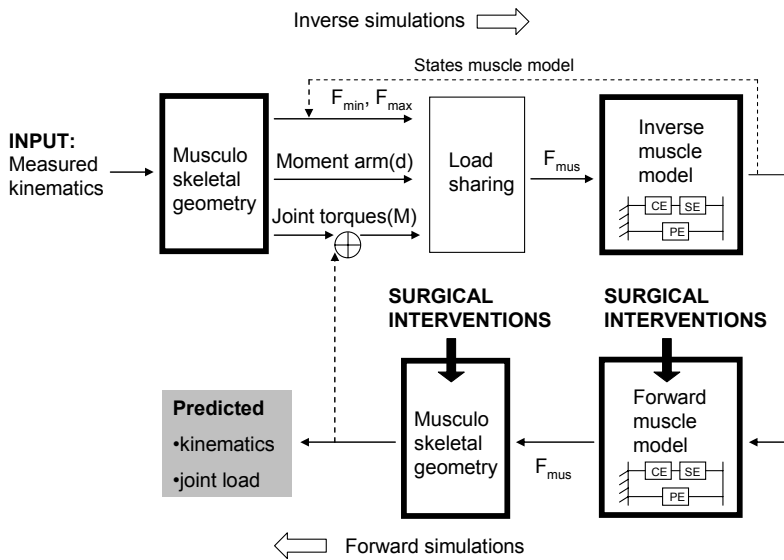 Inverse simulations
States muscle model
F_min, F_max
INPUT:
Measured
kinematics
Musculo
skeletal
geometry
Moment arm(d)
Joint torques(M)
Load
sharing
F_mus
Inverse
muscle
model
CE SE
PE
SURGICAL
INTERVENTIONS
SURGICAL
INTERVENTIONS
Predicted
•kinematics
•joint load
Musculo
skeletal
geometry
F_mus
Forward
muscle
model
CE SE
PE
Forward simulations